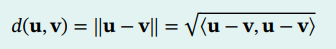 d(u,v) = ||u − v|| = √⟨u − v, u − v⟩